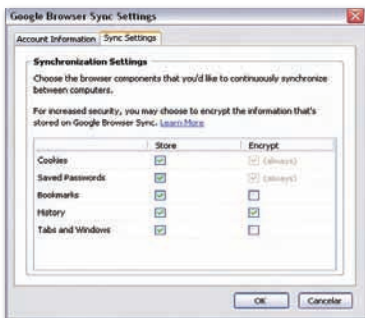 Google Browser Sync Settings
Account Information Sync Settings
Synchronization Settings
Choose the browser components that you'd like to continuously synchronize
between computers.
For increased security, you may choose to encrypt the information that's
stored on Google Browser Sync. Learn More
Store Encrypt
Cookies (always)
Saved Passwords (always)
Bookmarks
History
Tabs and Windows
OK Cancelar